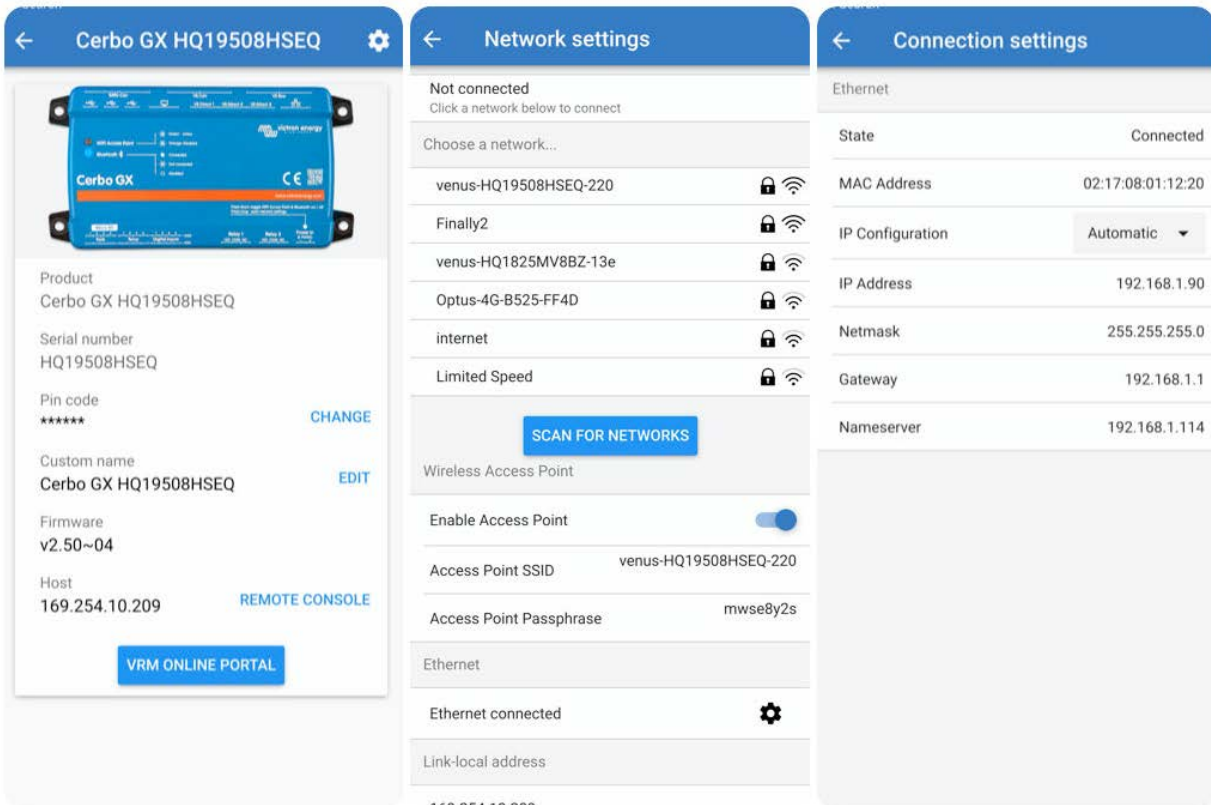 Cerbo GX HQ19508HSEQ
victron energy
Cerbo GX
Product
Cerbo GX HQ19508HSEQ
Serial number
HQ19508HSEQ
Pin code
******
CHANGE
Custom name
Cerbo GX HQ19508HSEQ
EDIT
Firmware
v2.50~04
Host
169.254.10.209
REMOTE CONSOLE
VRM ONLINE PORTAL
Network settings
Not connected
Click a network below to connect
Choose a network...
venus-HQ19508HSEQ-220
Finally2
venus-HQ1825MV8BZ-13e
Optus-4G-B525-FF4D
internet
Limited Speed
SCAN FOR NETWORKS
Wireless Access Point
Enable Access Point
Access Point SSID venus-HQ19508HSEQ-220
Access Point Passphrase mwse8y2s
Ethernet
Ethernet connected
Link-local address
Connection settings
Ethernet
State Connected
MAC Address 02:17:08:01:12:20
IP Configuration Automatic
IP Address 192.168.1.90
Netmask 255.255.255.0
Gateway 192.168.1.1
Nameserver 192.168.1.114